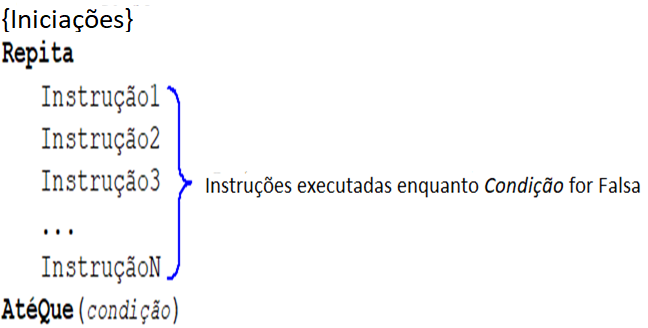 {Iniciações}
Repita
Instrução1
Instrução2
Instrução3 Instruções executadas enquanto Condição for Falsa
...
InstruçãoN
AtéQue(condição)